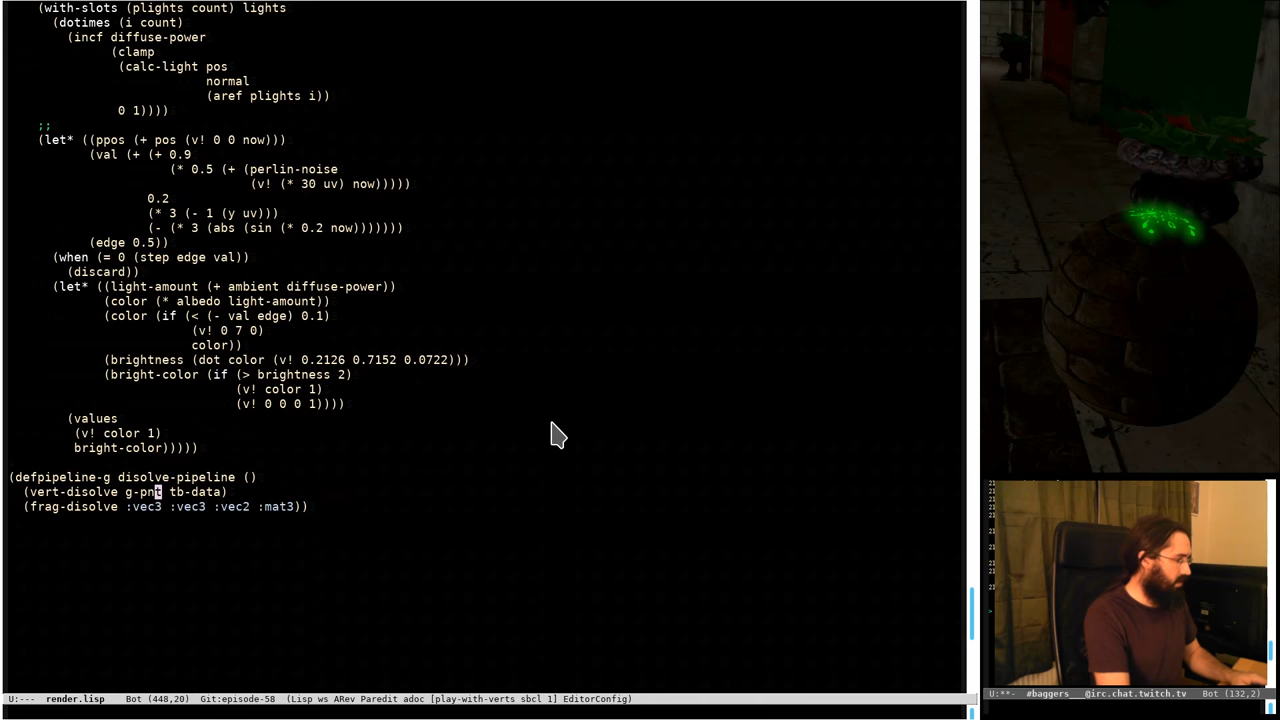 (with-slots (plights count) lights
(dotimes (i count)
(incf diffuse-power
(clamp
(calc-light pos
normal
(aref plights i))
0 1))))
;;
(let* ((ppos (+ pos (v! 0 0 now)))
(val (+ (+ 0.9
(* 0.5 (+ (perlin-noise
(v! (* 30 uv) now)))))
0.2
(* 3 (- 1 (y uv)))
(- (* 3 (abs (sin (* 0.2 now)))))))
(edge 0.5))
(when (= 0 (step edge val))
(discard))
(let* ((light-amount (+ ambient diffuse-power))
(color (* albedo light-amount))
(color (if (< (- val edge) 0.1)
(v! 0 7 0)
color))
(brightness (dot color (v! 0.2126 0.7152 0.0722)))
(bright-color (if (> brightness 2)
(v! color 1)
(v! 0 0 0 1))))
(values
(v! color 1)
bright-color)))))
(defpipeline-g disolve-pipeline ()
(vert-disolve g-pnt tb-data)
(frag-disolve :vec3 :vec3 :vec2 :mat3))
U:--- render.lisp Bot (448,20) Git:episode-58 (Lisp ws ARev Paredit adoc [play-with-verts sbcl 1] EditorConfig)
U:**- #baggers___@irc.chat.twitch.tv Bot (132,2)